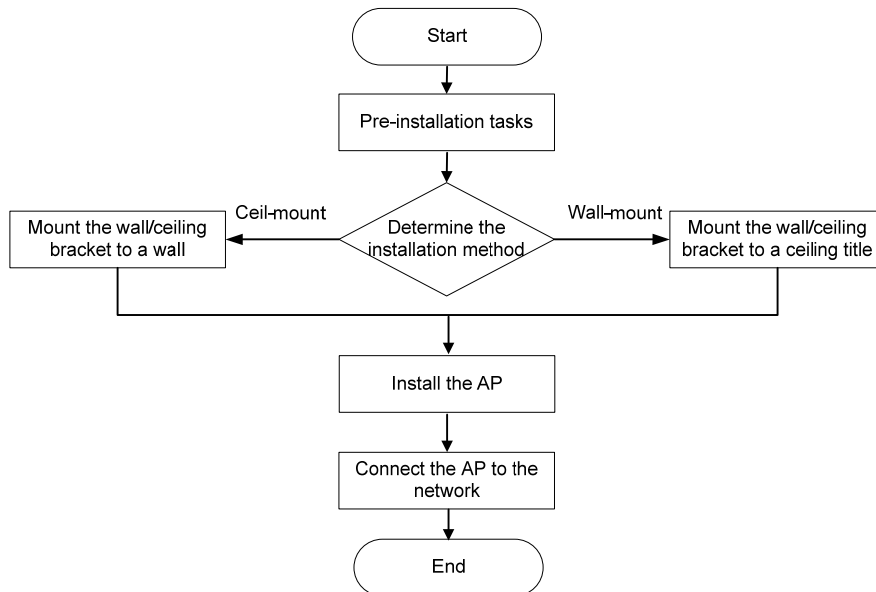 Start
Pre-installation tasks
Ceil-mount
Wall-mount
Mount the wall/ceiling
bracket to a wall
Determine the
installation method
Mount the wall/ceiling
bracket to a ceiling title
Install the AP
Connect the AP to the
network
End